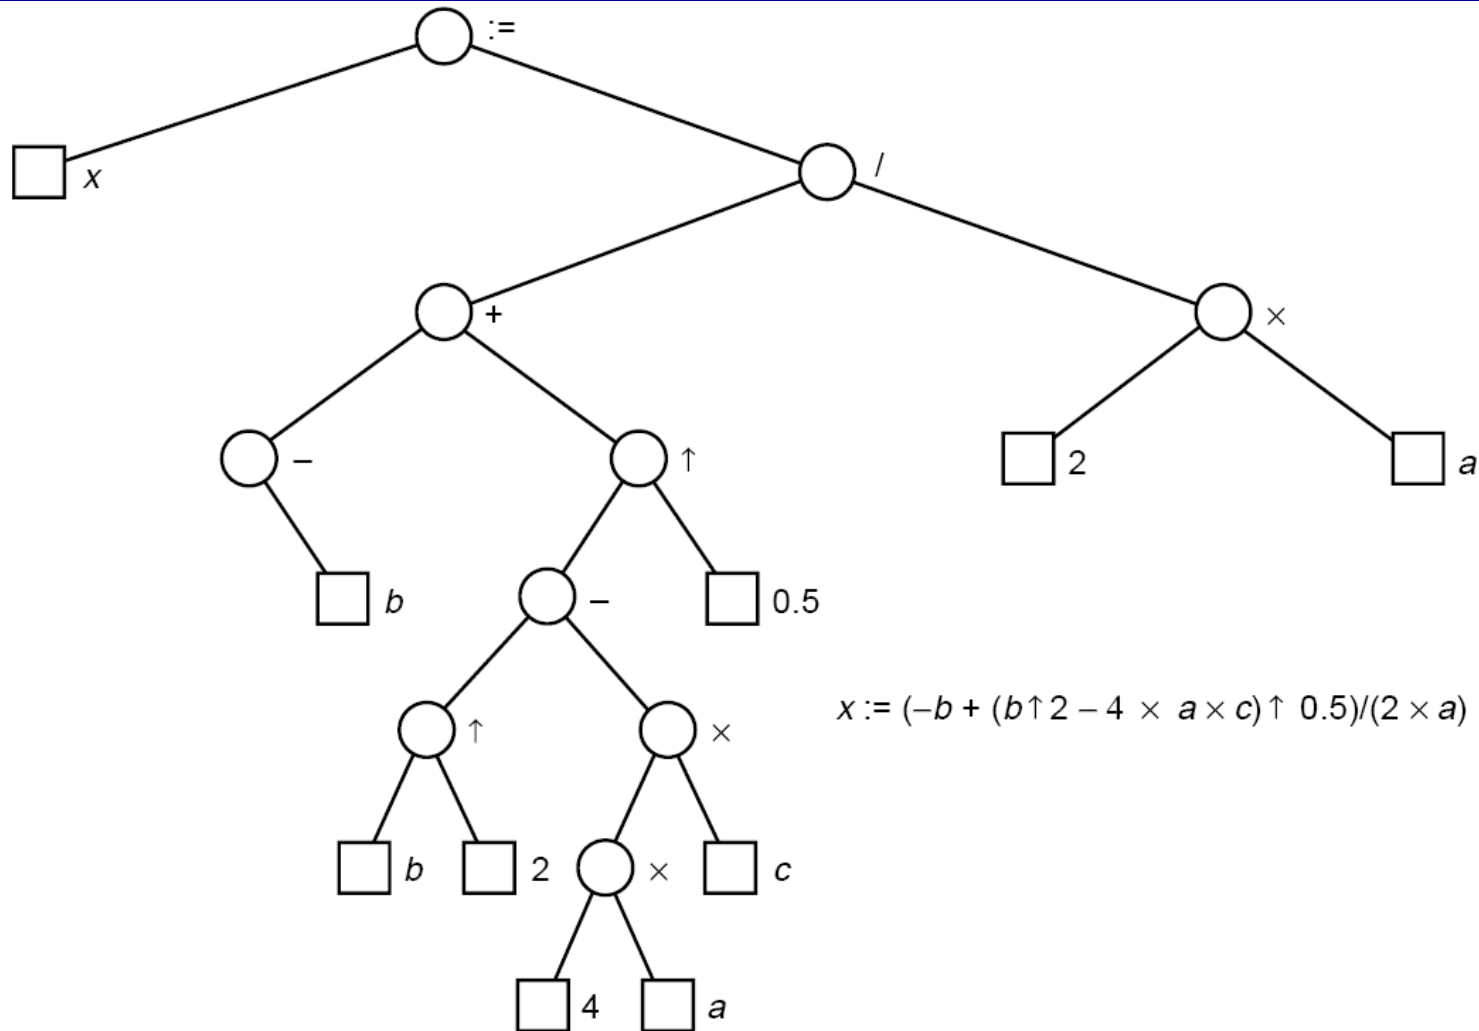 :=
x /
+ ×
– ↑ 2 a
b – 0.5
↑ ×
x := (–b + (b↑2 – 4 × a × c)↑ 0.5)/(2 × a)
b 2 × c
4 a